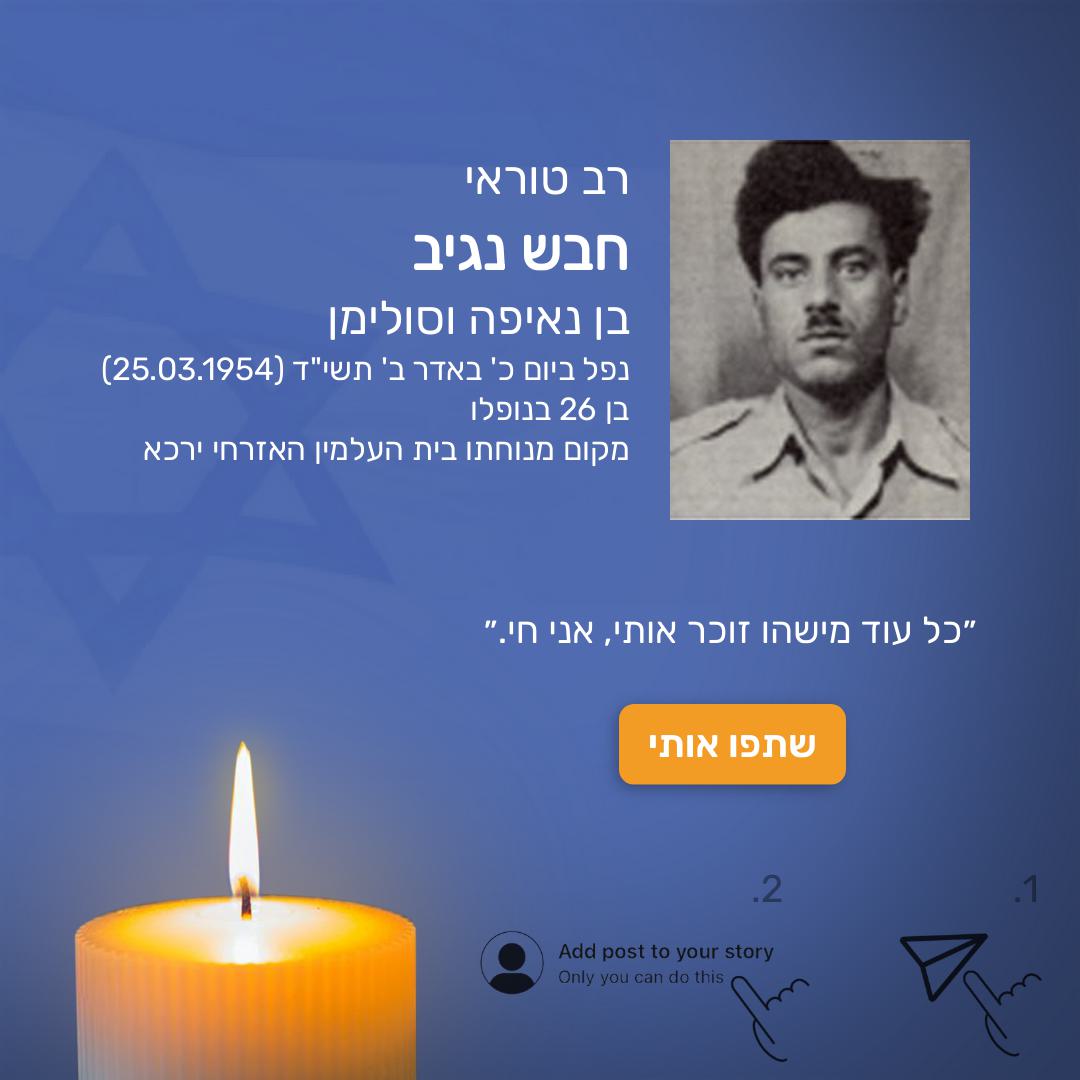 רב טוראי
חבש נגיב
בן נאיפה וסולימן
נפל ביום כ' באדר ב' תשי"ד (25.03.1954)
בן 26 בנופלו
מקום מנוחתו בית העלמין האזרחי ירכא
״כל עוד מישהו זוכר אותי, אני חי.״
שתפו אותי
1.
2.
Add post to your story
Only you can do this